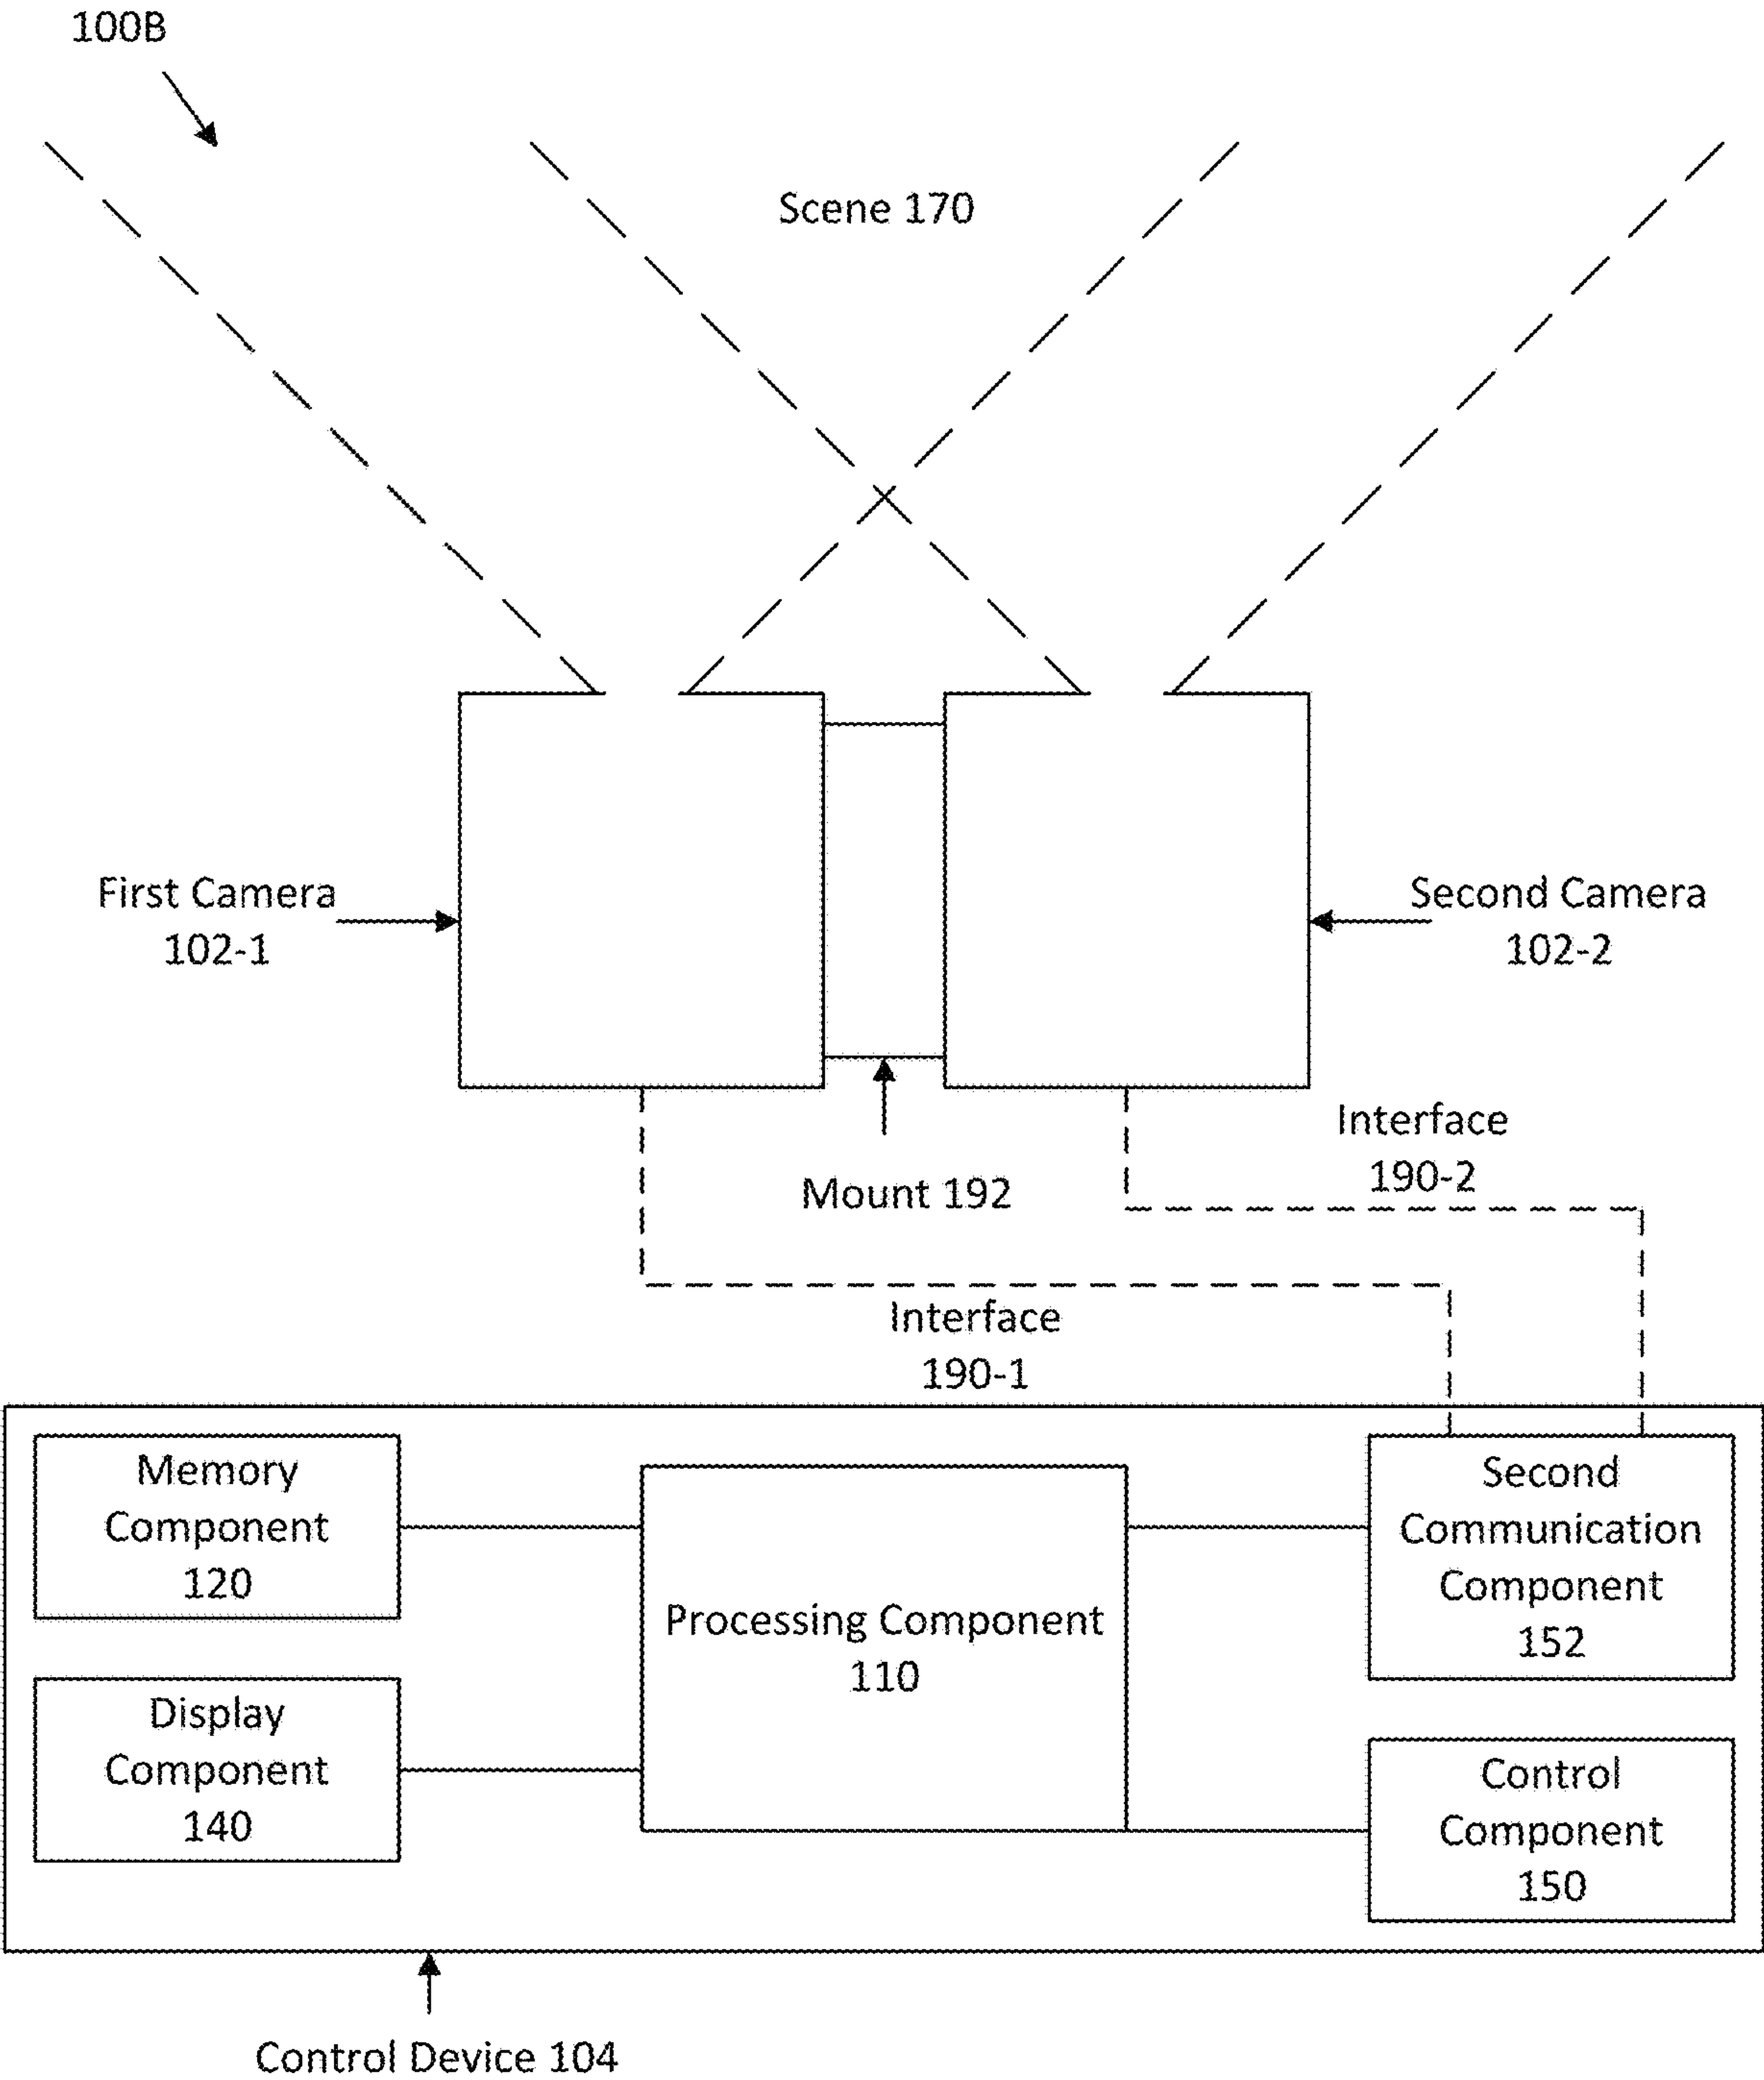 100B
Scene 170
First Camera
102-1
Second Camera
102-2
Mount 192
Interface
190-2
Interface
190-1
Memory
Component
120
Display
Component
140
Processing Component
110
Second
Communication
Component
152
Control
Component
150
Control Device 104